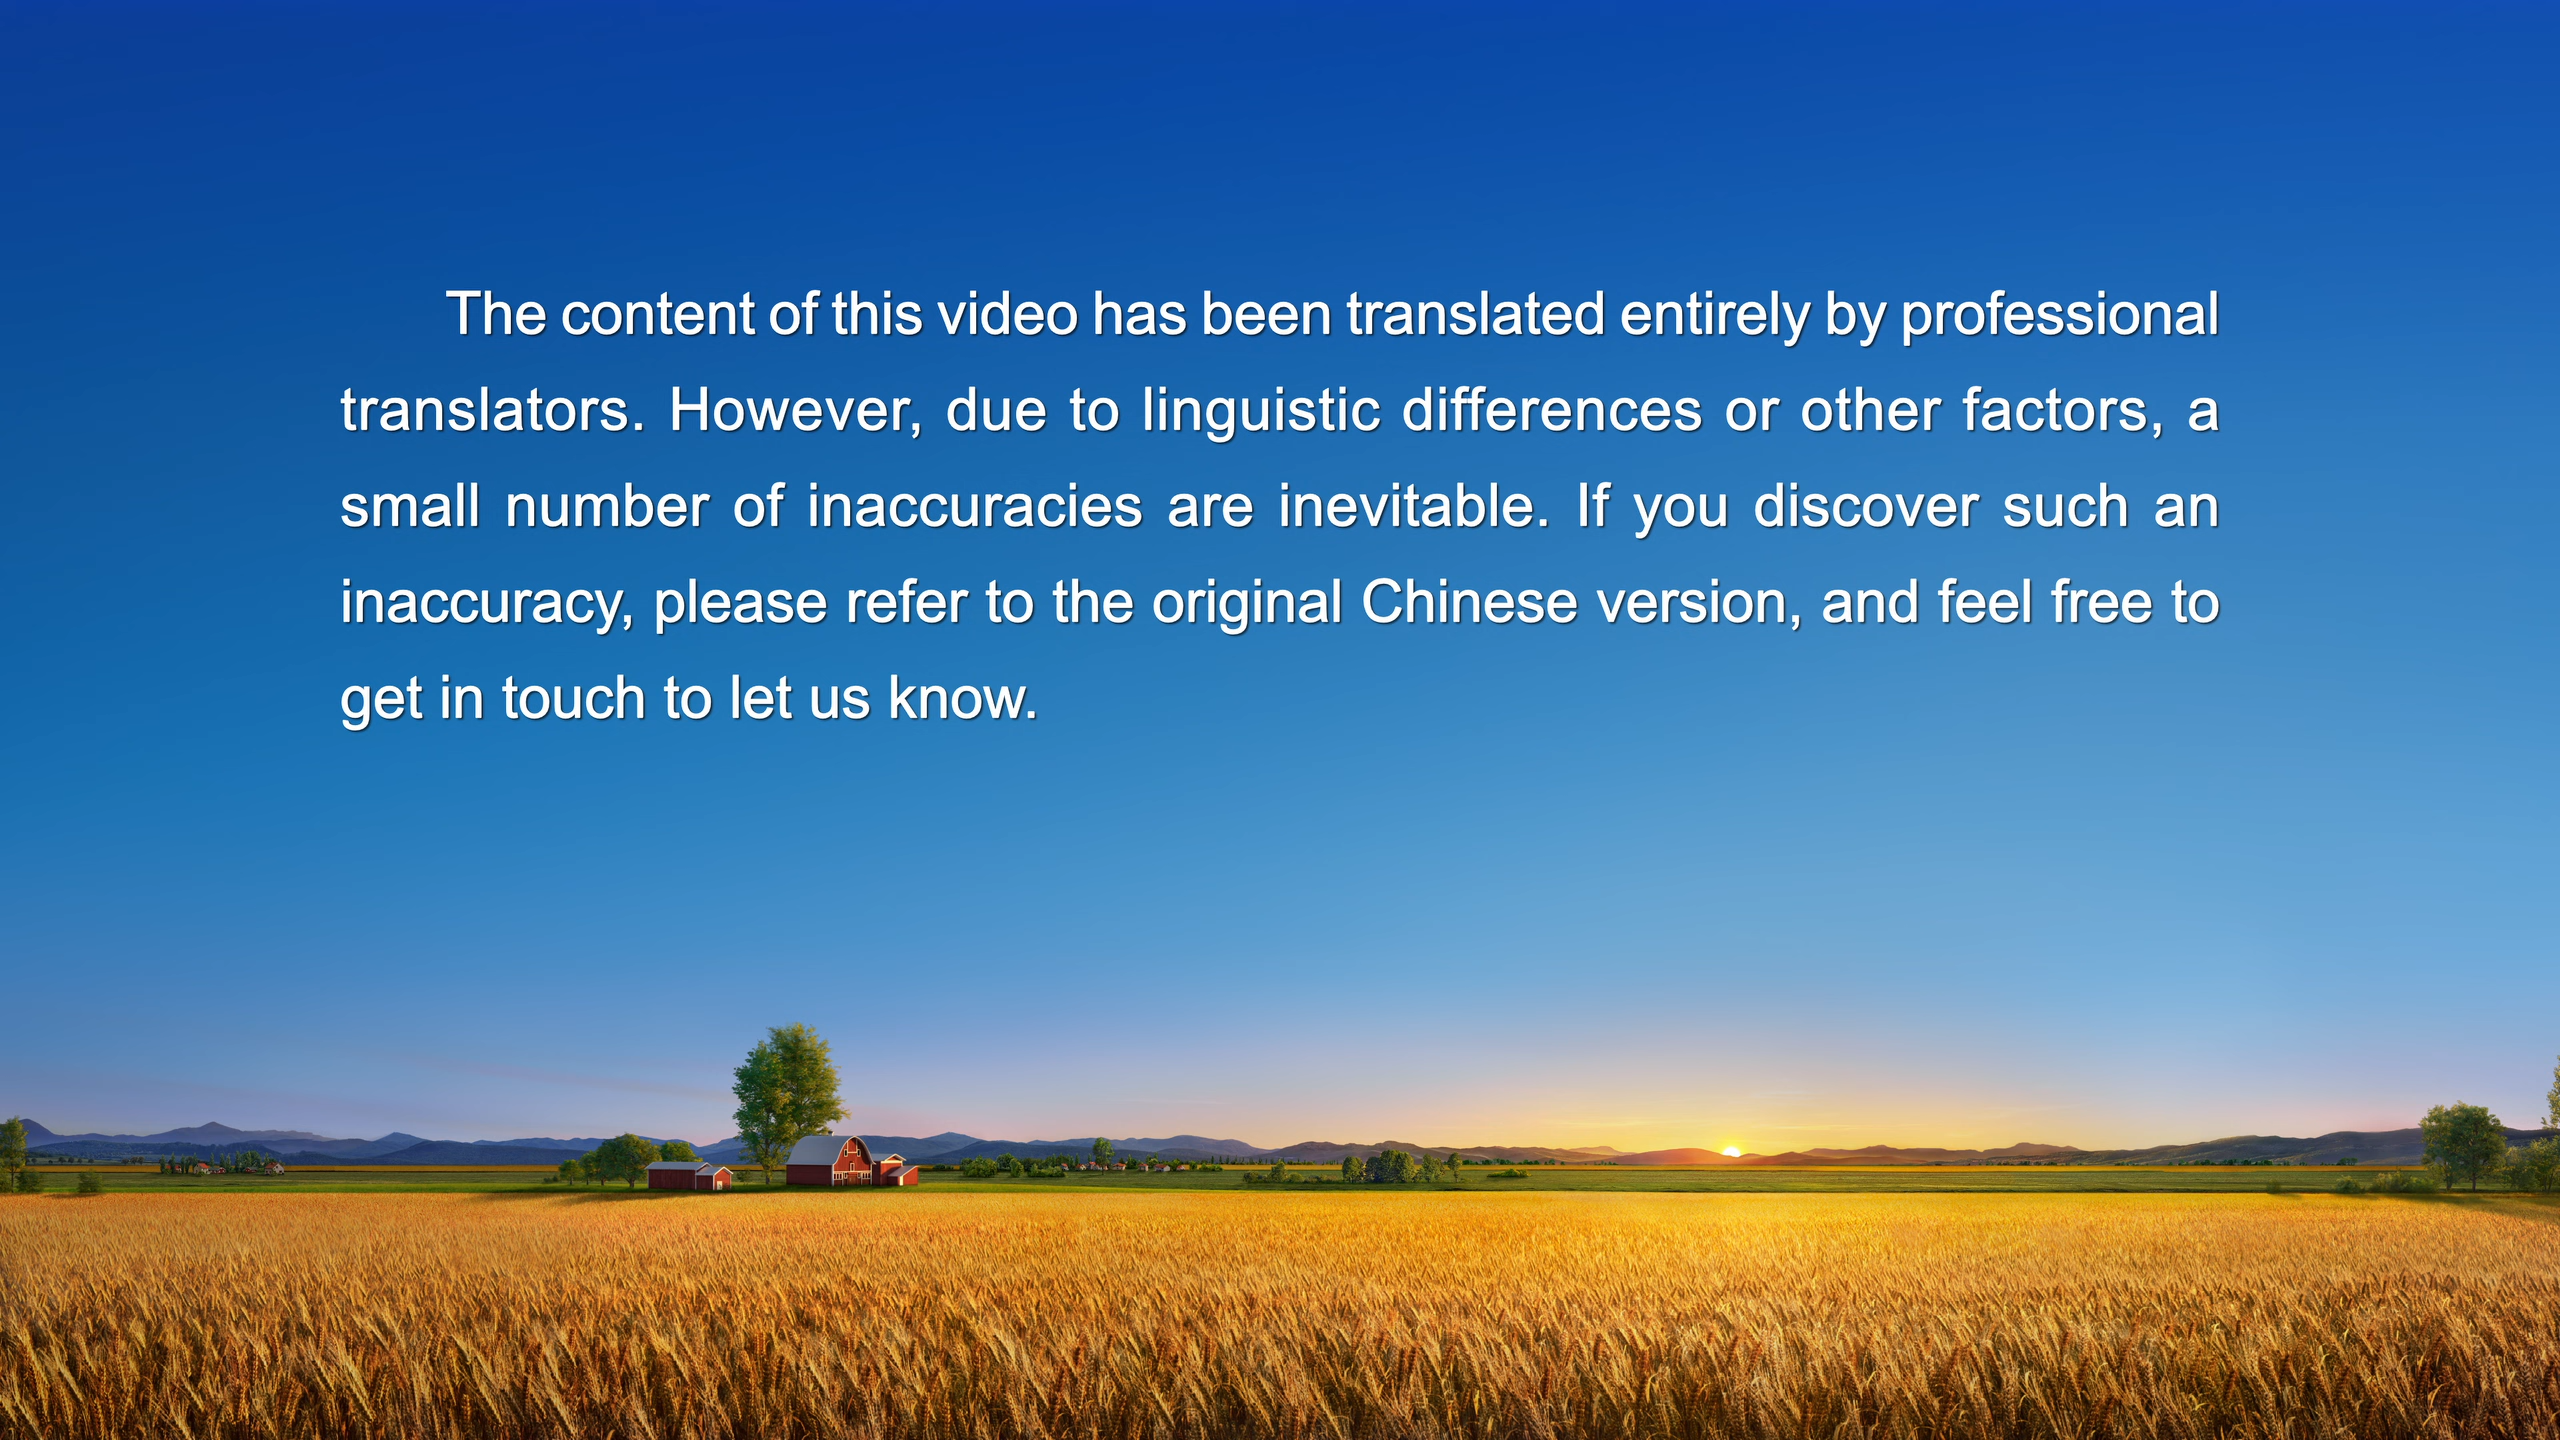 The content of this video has been translated entirely by professional
translators. However, due to linguistic differences or other factors, a
small number of inaccuracies are inevitable. If you discover such an
inaccuracy, please refer to the original Chinese version, and feel free to
get in touch to let us know.